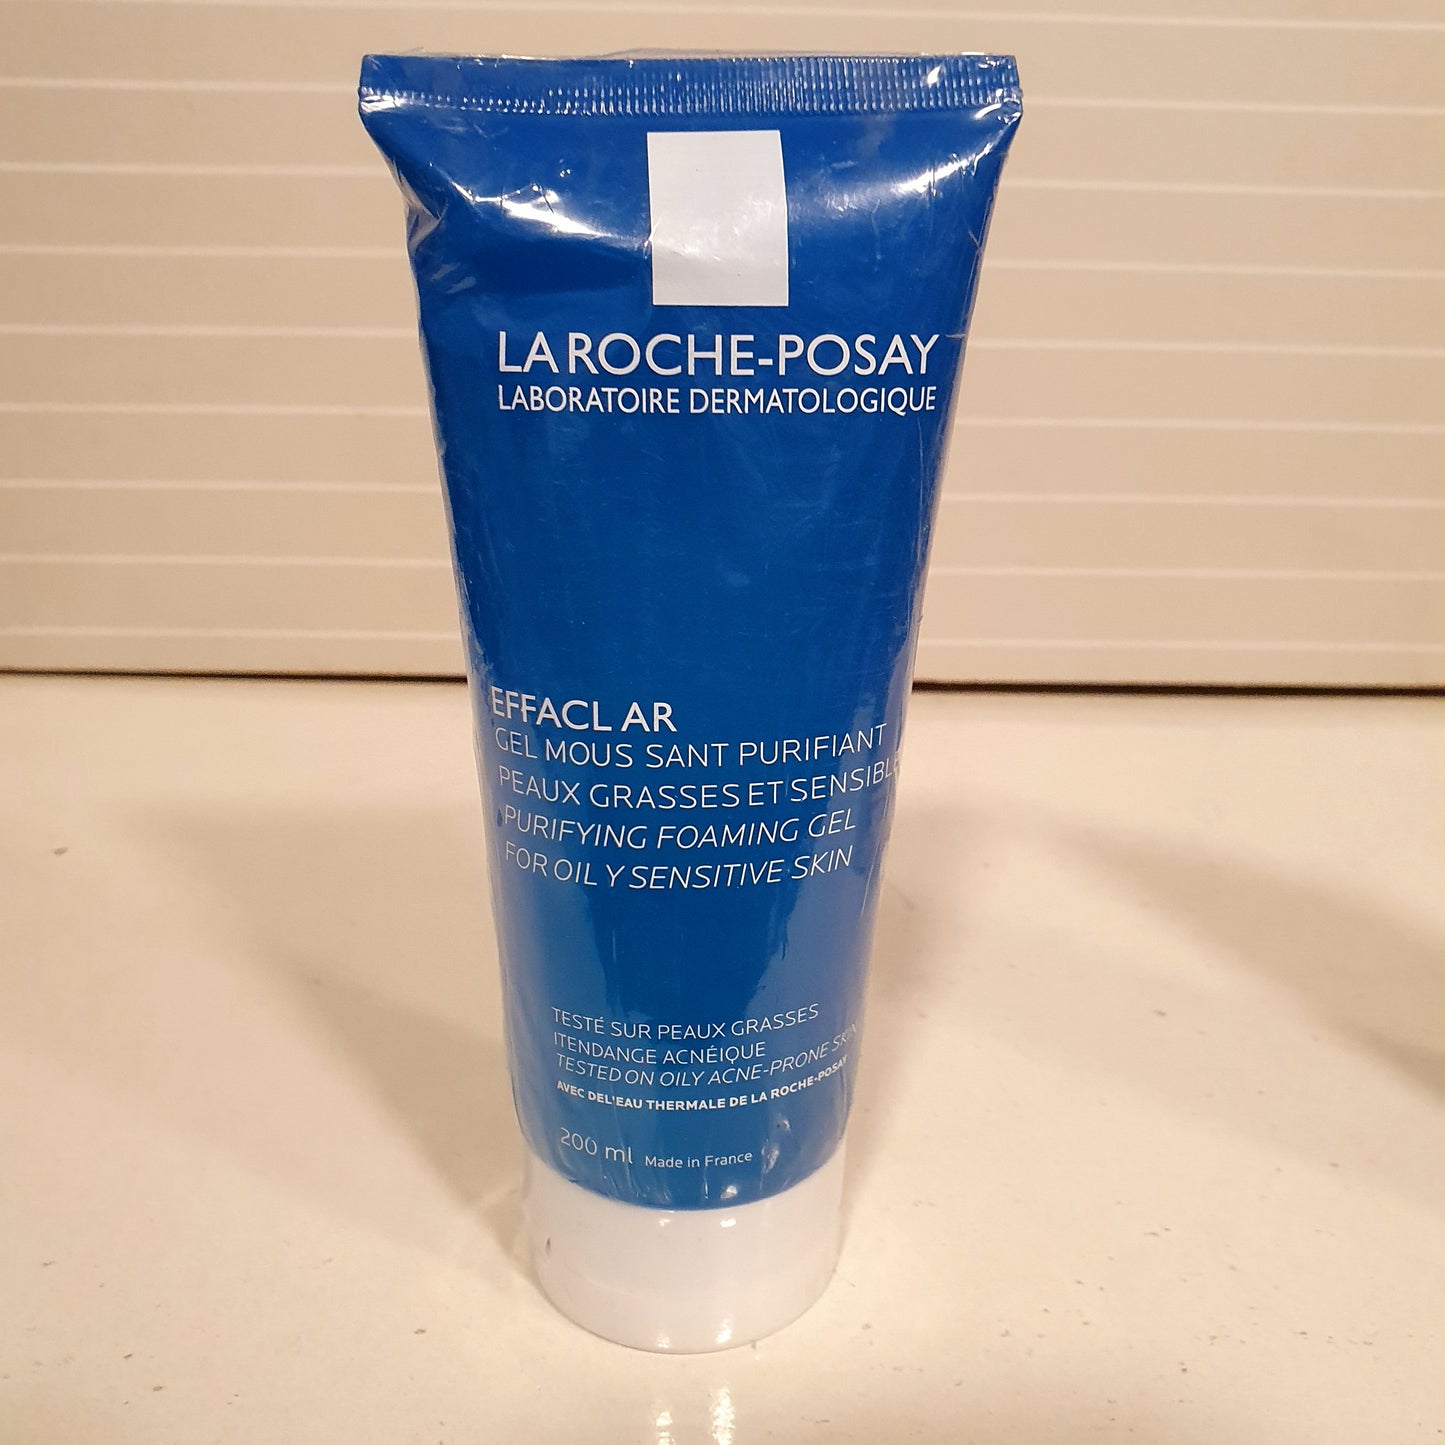 LA ROCHE-POSAY
LABORATOIRE DERMATOLOGIQUE
EFFACL AR
GEL MOUS SANT PURIFIANT
PEAUX GRASSES ET SENSIBLE
PURIFYING FOAMING GEL
FOR OIL Y SENSITIVE SKIN
TESTÉ SUR PEAUX GRASSES
ITENDANGE ACNÉIQUE
TESTED ON OILY ACNE-PRONE SKIN
AVEC DEL'EAU THERMALE DE LA ROCHE-POSAY
200 ml Made in France